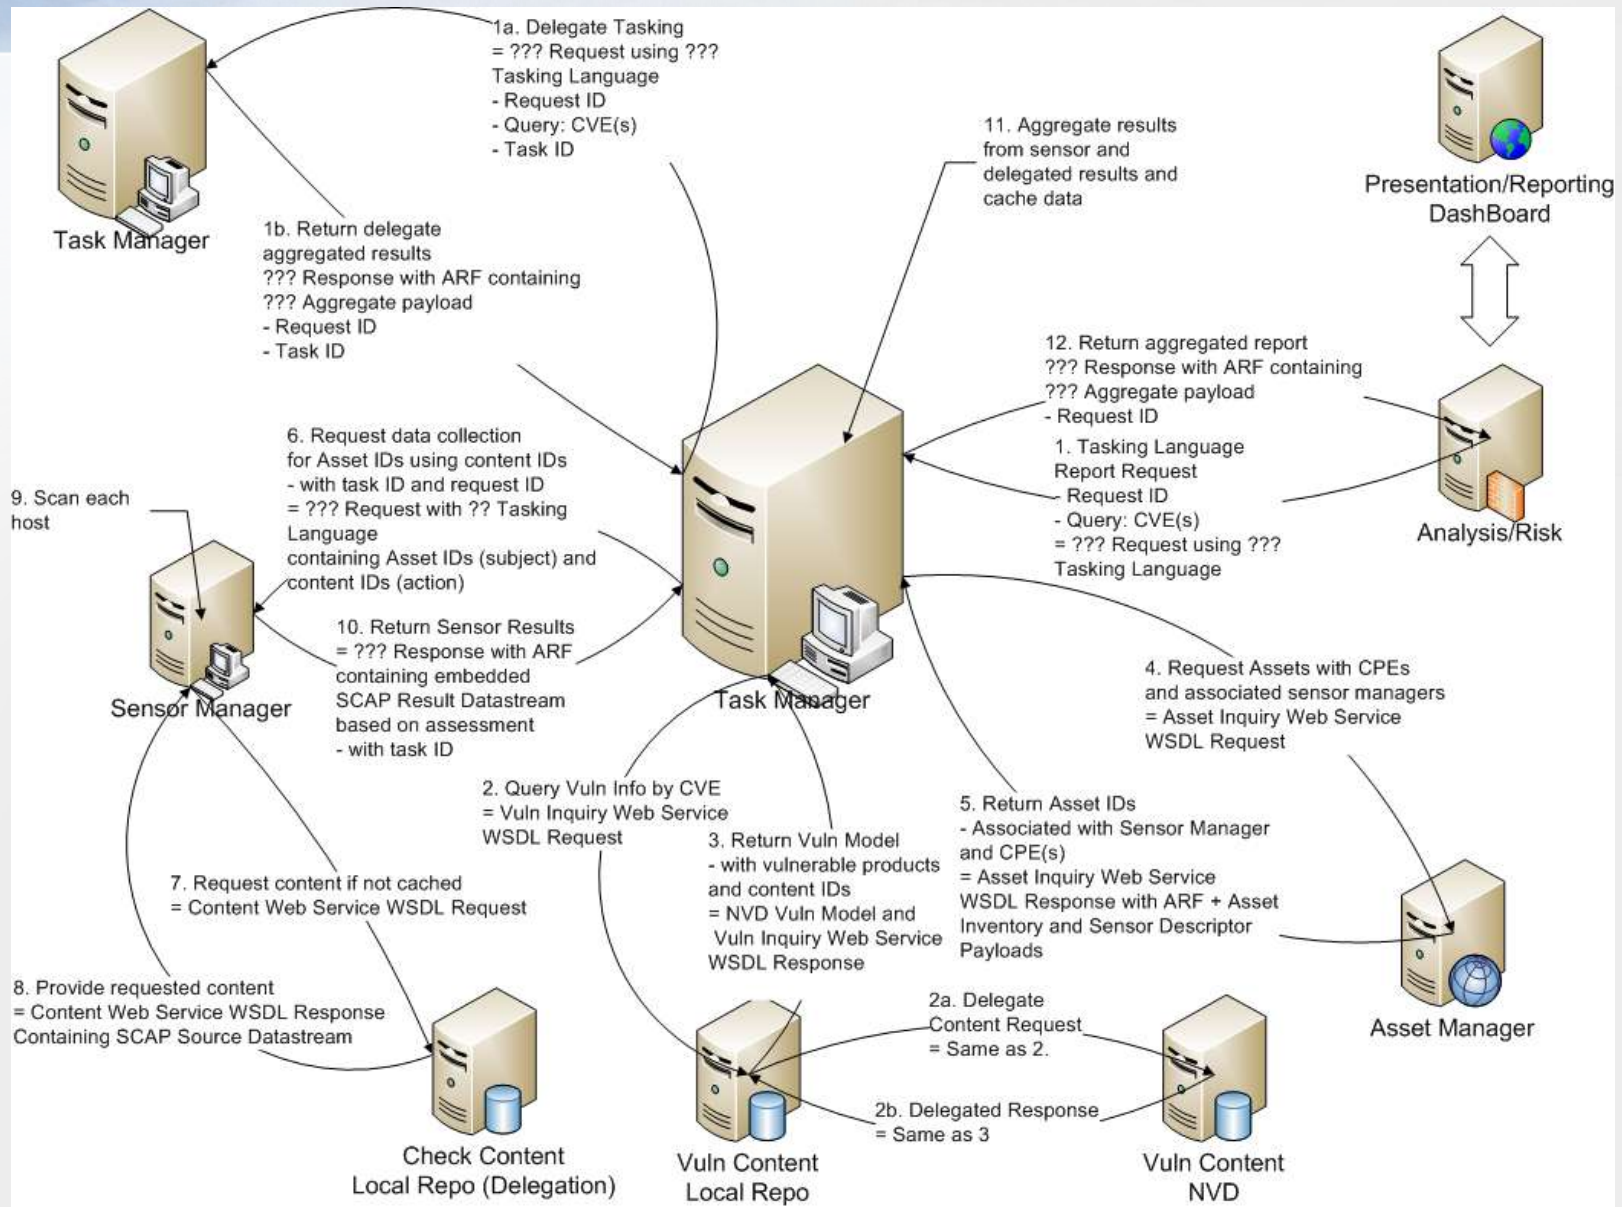 1a. Delegate Tasking
= ??? Request using ???
Tasking Language
- Request ID
- Query: CVE(s)
- Task ID
Task Manager
1b. Return delegate
aggregated results
??? Response with ARF containing
??? Aggregate payload
- Request ID
- Task ID
11. Aggregate results
from sensor and
delegated results and
cache data
Presentation/Reporting
DashBoard
12. Return aggregated report
??? Response with ARF containing
??? Aggregate payload
- Request ID
1. Tasking Language
Report Request
- Request ID
- Query: CVE(s)
= ??? Request using ???
Tasking Language
Analysis/Risk
6. Request data collection
for Asset IDs using content IDs
- with task ID and request ID
= ??? Request with ?? Tasking
Language
containing Asset IDs (subject) and
content IDs (action)
9. Scan each
host
Sensor Manager
10. Return Sensor Results
= ??? Response with ARF
containing embedded
SCAP Result Datastream
based on assessment
- with task ID
Task Manager
4. Request Assets with CPEs
and associated sensor managers
= Asset Inquiry Web Service
WSDL Request
2. Query Vuln Info by CVE
= Vuln Inquiry Web Service
WSDL Request
3. Return Vuln Model
- with vulnerable products
and content IDs
= NVD Vuln Model and
Vuln Inquiry Web Service
WSDL Response
5. Return Asset IDs
- Associated with Sensor Manager
and CPE(s)
= Asset Inquiry Web Service
WSDL Response with ARF + Asset
Inventory and Sensor Descriptor
Payloads
7. Request content if not cached
= Content Web Service WSDL Request
8. Provide requested content
= Content Web Service WSDL Response
Containing SCAP Source Datastream
Asset Manager
2a. Delegate
Content Request
= Same as 2.
2b. Delegated Response
= Same as 3
Check Content
Local Repo (Delegation)
Vuln Content
Local Repo
Vuln Content
NVD